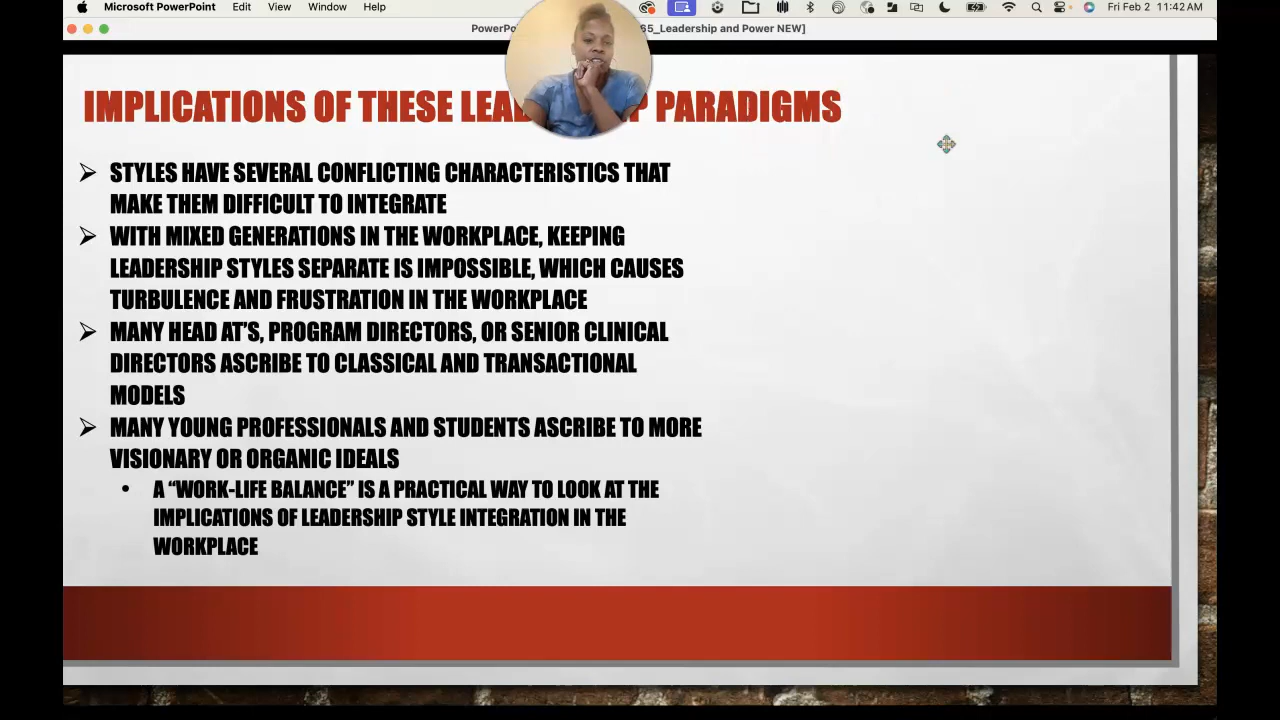 Microsoft PowerPoint Edit View Window Help Fri Feb 2 11:42 AM
65_Leadership and Power NEW]
IMPLICATIONS OF THESE PARADIGMS
STYLES HAVE SEVERAL CONFLICTING CHARACTERISTICS THAT
MAKE THEM DIFFICULT TO INTEGRATE
WITH MIXED GENERATIONS IN THE WORKPLACE, KEEPING
LEADERSHIP STYLES SEPARATE IS IMPOSSIBLE, WHICH CAUSES
TURBULENCE AND FRUSTRATION IN THE WORKPLACE
MANY HEAD AT'S, PROGRAM DIRECTORS, OR SENIOR CLINICAL
DIRECTORS ASCRIBE TO CLASSICAL AND TRANSACTIONAL
MODELS
MANY YOUNG PROFESSIONALS AND STUDENTS ASCRIBE TO MORE
VISIONARY OR ORGANIC IDEALS
• A “WORK-LIFE BALANCE” IS A PRACTICAL WAY TO LOOK AT THE
IMPLICATIONS OF LEADERSHIP STYLE INTEGRATION IN THE
WORKPLACE